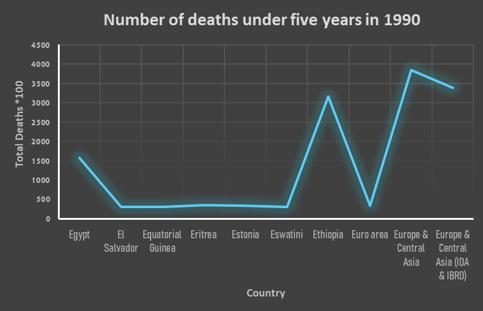 Number of deaths under five years in 1990
4500
4000
3500
3000
2500
2000
1500
1000
500
0
Total Deaths *100
Egypt
El
Salvador
Equatorial
Guinea
Eritrea
Estonia
Eswatini
Ethiopia
Euro area
Europe &
Central
Asia
Europe &
Central
Asia (IDA
& IBRD)
Country